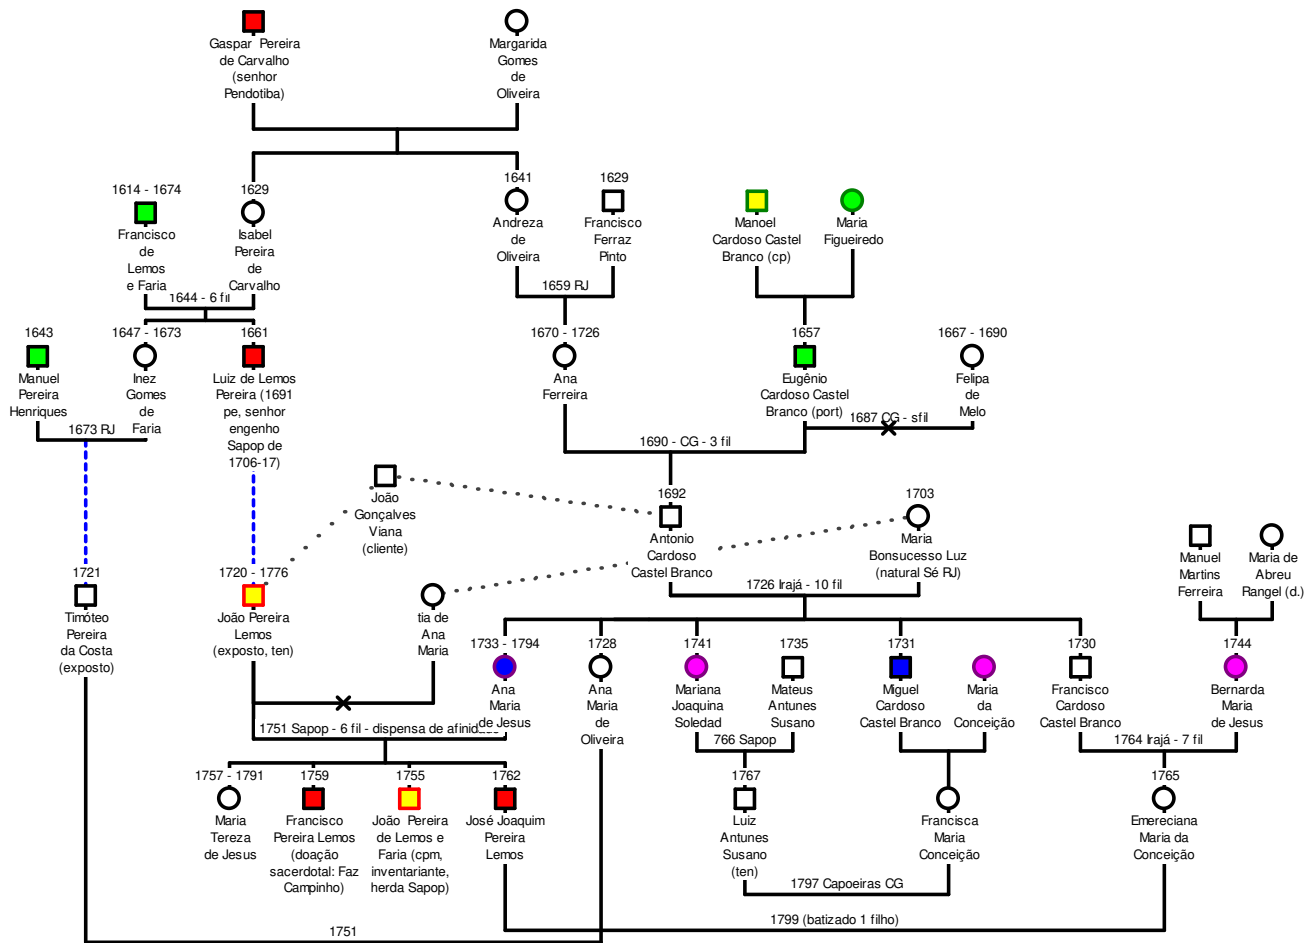 Gaspar Pereira
de Carvalho
(senhor
Pendotiba)
Margarida
Gomes
de
Oliveira
1614 - 1674
Francisco
de
Lemos
e Faria
1629
Isabel
Pereira
de
Carvalho
1641
Andreza
de
Oliveira
1629
Francisco
Ferraz
Pinto
Manoel
Cardoso Castel
Branco (cp)
Maria
Figueiredo
1644 - 6 fil
1659 RJ
1643
Manuel
Pereira
Henriques
1647 - 1673
Inez
Gomes
de
Faria
1661
Luiz de Lemos
Pereira (1691
pe, senhor
engenho
Sapop de
1706-17)
1670 - 1726
Ana
Ferreira
1657
Eugênio
Cardoso Castel
Branco (port)
1667 - 1690
Felipa
de
Melo
1673 RJ
1687 CG - sfil
1690 - CG - 3 fil
João
Gonçalves
Viana
(cliente)
1692
Antonio
Cardoso
Castel Branco
1703
Maria
Bonsucesso Luz
(natural Sé RJ)
Manuel
Martins
Ferreira
Maria de
Abreu
Rangel (d.)
1726 Irajá - 10 fil
1721
Timóteo
Pereira
da Costa
(exposto)
1720 - 1776
João Pereira
Lemos
(exposto, ten)
tia de
Ana
Maria
1733 - 1794
Ana
Maria
de Jesus
1728
Ana
Maria
de
Oliveira
1741
Mariana
Joaquina
Soledad
1735
Mateus
Antunes
Susano
1731
Miguel
Cardoso
Castel Branco
Maria
da
Conceição
1730
Francisco
Cardoso
Castel Branco
1744
Bernarda
Maria
de Jesus
1751 Sapop - 6 fil - dispensa de afinidad
766 Sapop
1764 Irajá - 7 fil
1757 - 1791
Maria
Tereza
de Jesus
1759
Francisco
Pereira Lemos
(doação
sacerdotal: Faz
Campinho)
1755
João Pereira
de Lemos e
Faria (cpm,
inventariante,
herda Sapop)
1762
José Joaquim
Pereira
Lemos
1767
Luiz
Antunes
Susano
(ten)
Francisca
Maria
Conceição
1765
Emereciana
Maria da
Conceição
1797 Capoeiras CG
1799 (batizado 1 filho)
1751